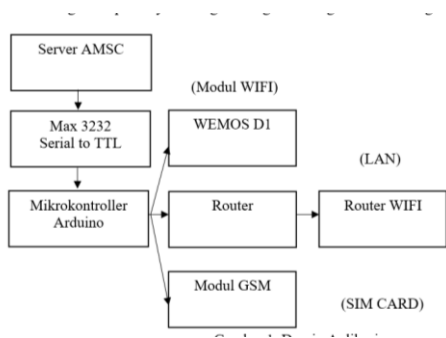 Server AMSC
(Modul WIFI)
Max 3232
Serial to TTL
WEMOS D1
(LAN)
Mikrokontroller
Arduino
Router
Router WIFI
Modul GSM
(SIM CARD)